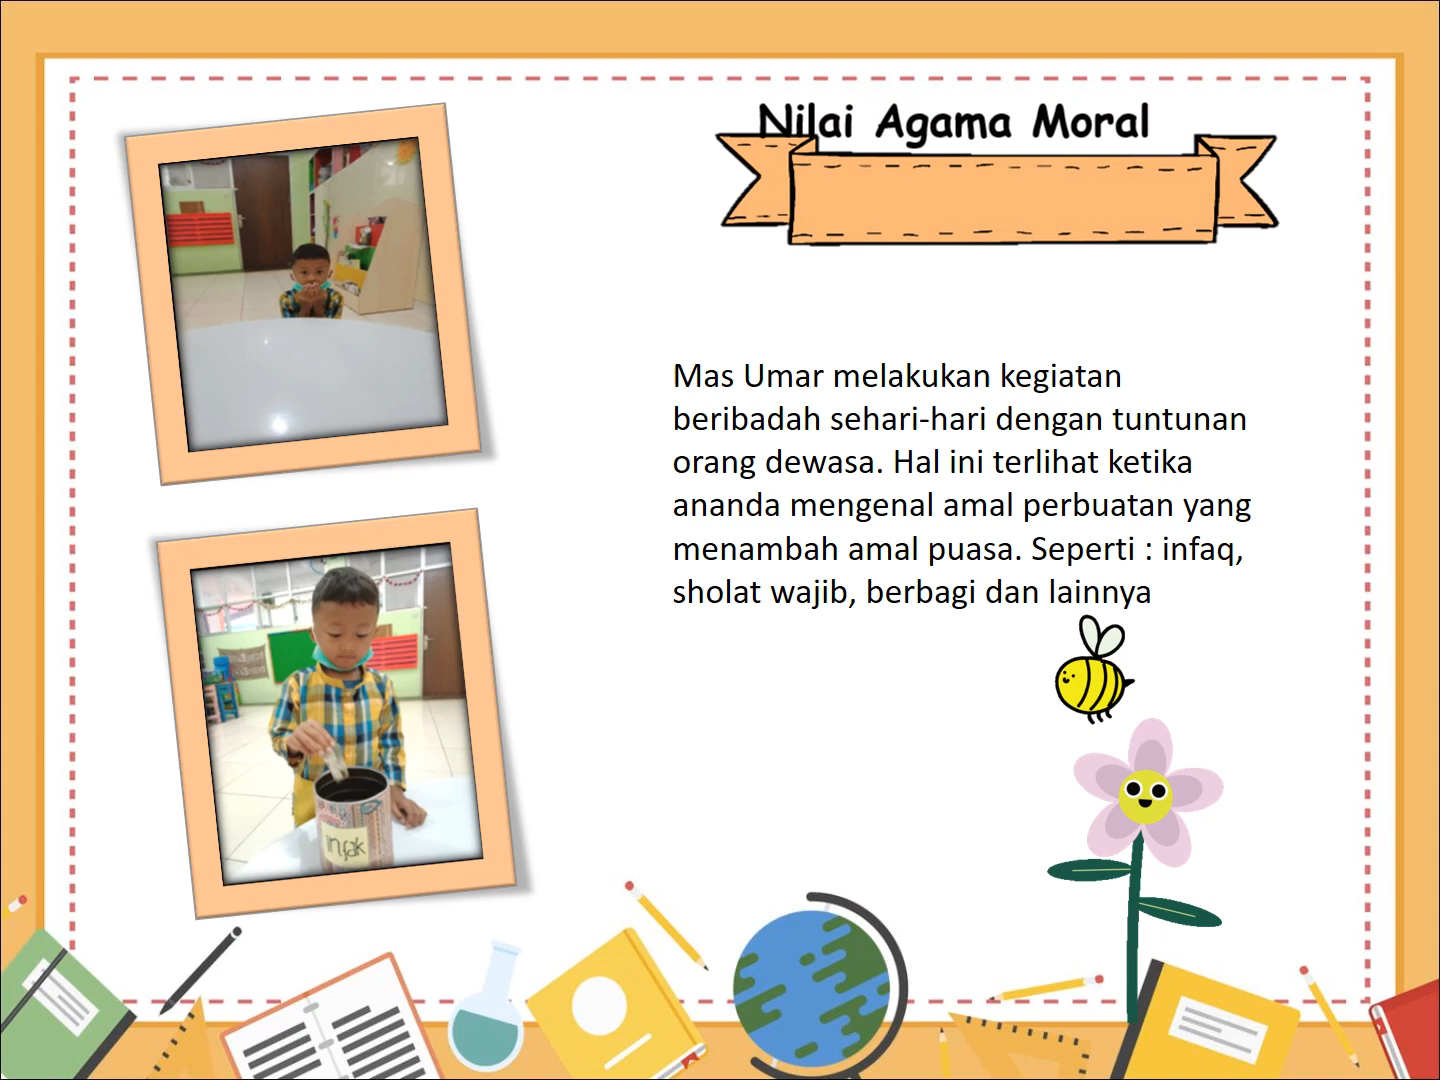 Nilai Agama Moral
Mas Umar melakukan kegiatan
beribadah sehari-hari dengan tuntunan
orang dewasa. Hal ini terlihat ketika
ananda mengenal amal perbuatan yang
menambah amal puasa. Seperti : infaq,
sholat wajib, berbagi dan lainnya
infak